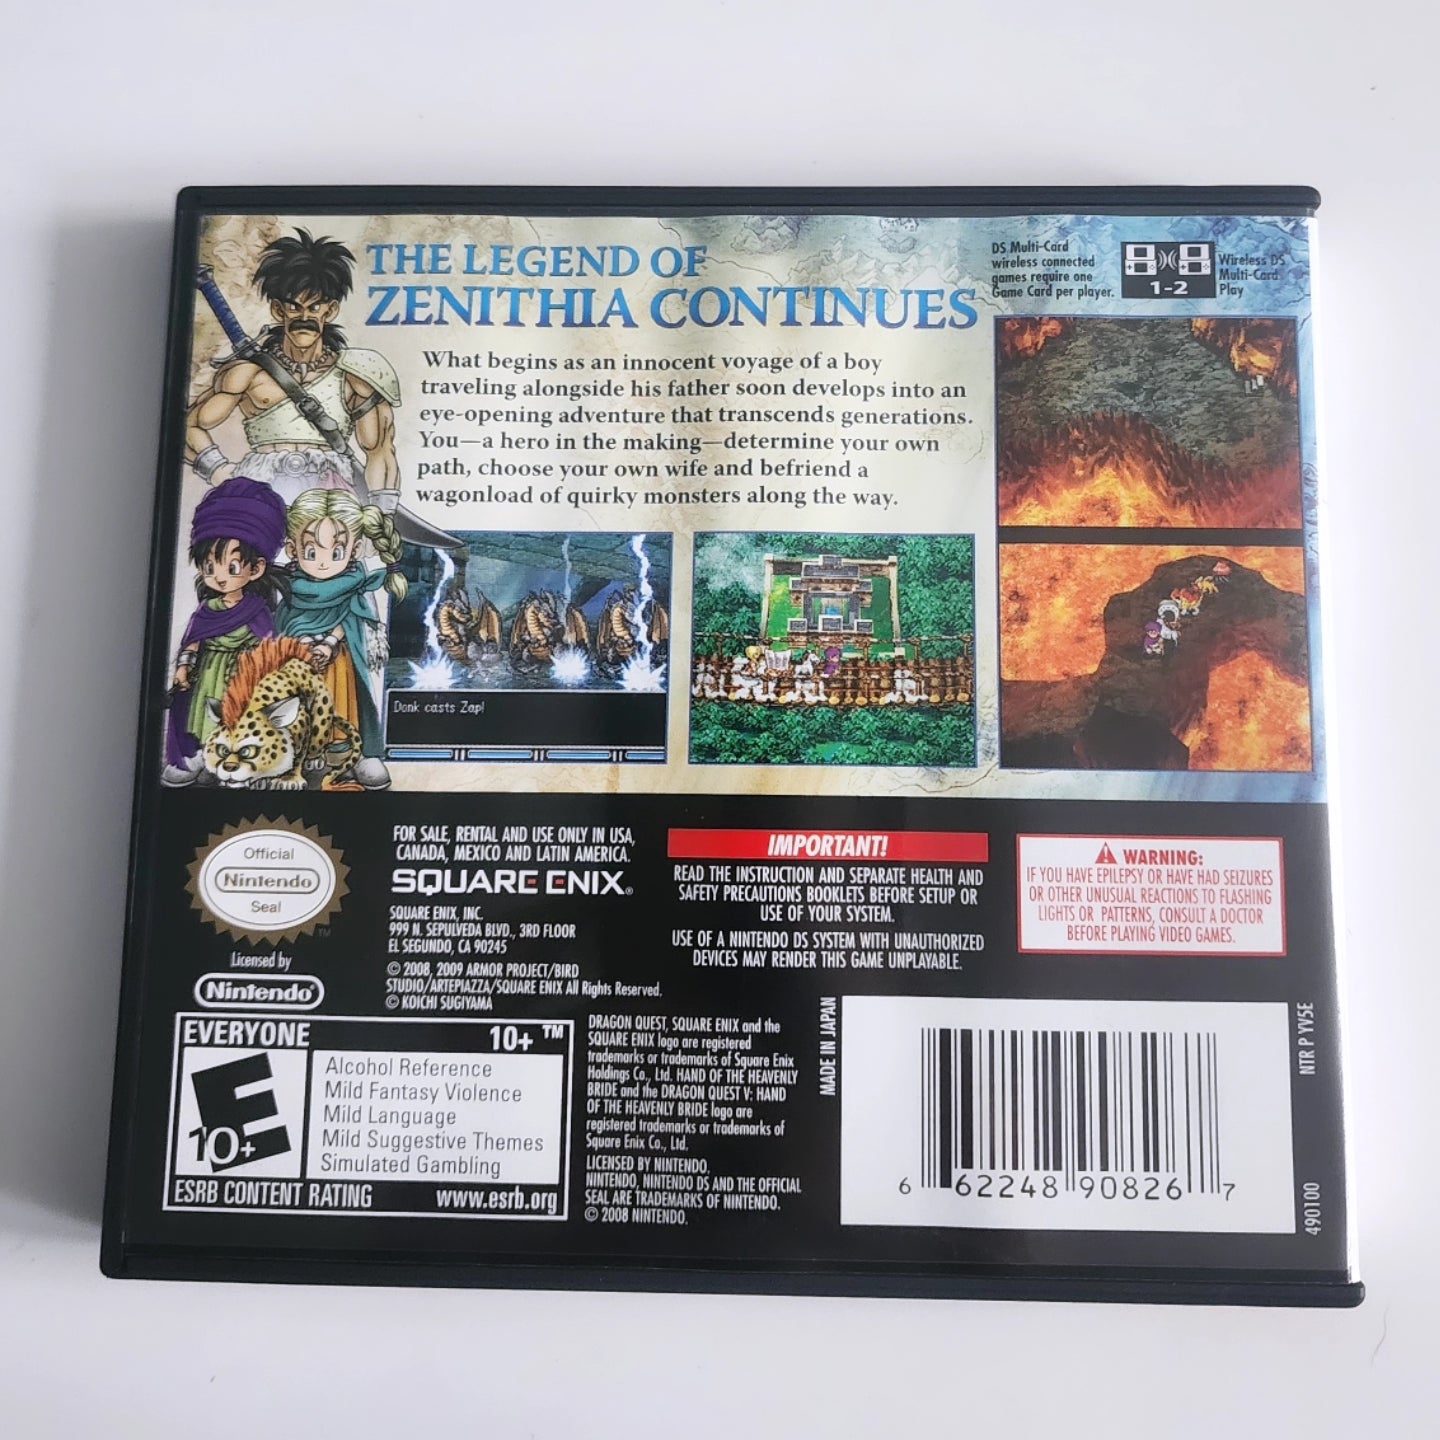 THE LEGEND OF
ZENITHIA CONTINUES
What begins as an innocent voyage of a boy
traveling alongside his father soon develops into an
eye-opening adventure that transcends generations.
You—a hero in the making—determine your own
path, choose your own wife and befriend a
wagonload of quirky monsters along the way.
DS Multi-Card
wireless connected
games require one
Game Card per player.
1-2
Wireless DS
Multi-Card
Play
Donk casts Zap!
Official
Nintendo
Seal
TM
Licensed by
Nintendo®
FOR SALE, RENTAL AND USE ONLY IN USA,
CANADA, MEXICO AND LATIN AMERICA.
SQUARE ENIX®
SQUARE ENIX, INC.
999 N. SEPULVEDA BLVD., 3RD FLOOR
EL SEGUNDO, CA 90245
© 2008, 2009 ARMOR PROJECT/BIRD
STUDIO/ARTEPIAZZA/SQUARE ENIX All Rights Reserved.
© KOICHI SUGIYAMA
IMPORTANT!
READ THE INSTRUCTION AND SEPARATE HEALTH AND
SAFETY PRECAUTIONS BOOKLETS BEFORE SETUP OR
USE OF YOUR SYSTEM.
USE OF A NINTENDO DS SYSTEM WITH UNAUTHORIZED
DEVICES MAY RENDER THIS GAME UNPLAYABLE.
WARNING:
IF YOU HAVE EPILEPSY OR HAVE HAD SEIZURES
OR OTHER UNUSUAL REACTIONS TO FLASHING
LIGHTS OR PATTERNS, CONSULT A DOCTOR
BEFORE PLAYING VIDEO GAMES.
EVERYONE 10+ ™
E
10+
Alcohol Reference
Mild Fantasy Violence
Mild Language
Mild Suggestive Themes
Simulated Gambling
ESRB CONTENT RATING www.esrb.org
DRAGON QUEST, SQUARE ENIX and the
SQUARE ENIX logo are registered
trademarks or trademarks of Square Enix
Holdings Co., Ltd. HAND OF THE HEAVENLY
BRIDE and the DRAGON QUEST V: HAND
OF THE HEAVENLY BRIDE logo are
registered trademarks or trademarks of
Square Enix Co., Ltd.
LICENSED BY NINTENDO.
NINTENDO, NINTENDO DS AND THE OFFICIAL
SEAL ARE TRADEMARKS OF NINTENDO.
© 2008 NINTENDO.
MADE IN JAPAN
6 62248 90826 7
NTR P YV5E
490100